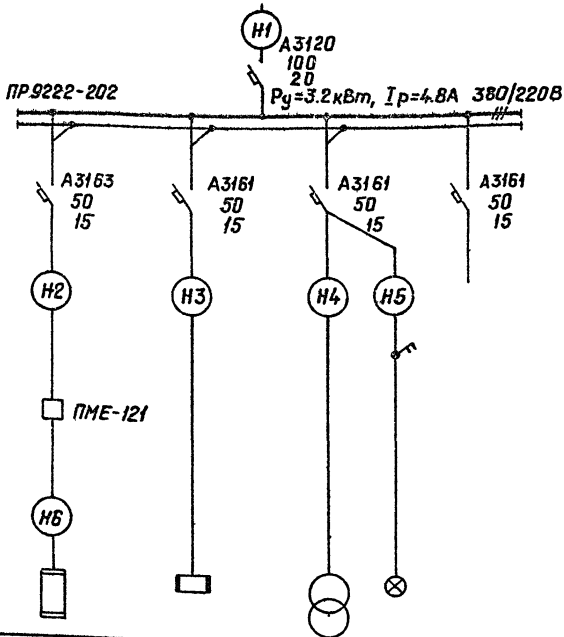 Н1
А3120
100
20
ПР9222-202
Ру=3.2кВт, Iр=4.8А 380/220В
А3163
50
15
А3161
50
15
А3161
50
15
А3161
50
15
Н2
Н3
Н4
Н5
ПМЕ-121
Н6